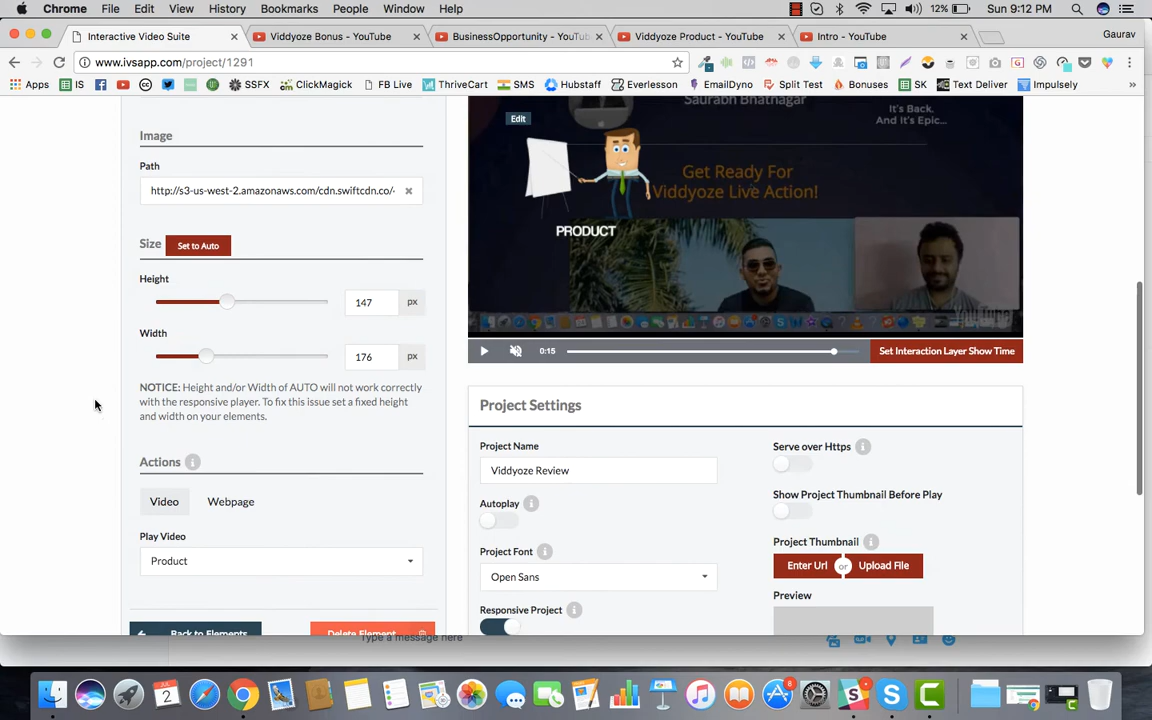 Chrome File Edit View History Bookmarks People Window Help 12% Sun 9:12 PM
Interactive Video Suite Viddyoze Bonus - YouTube BusinessOpportunity - YouTub Viddyoze Product - YouTube Intro - YouTube Gaurav
www.ivsapp.com/project/1291
Apps IS SSFX ClickMagick FB Live ThriveCart SMS Hubstaff Everlesson EmailDyno Split Test Bonuses SK Text Deliver Impulsely
Image
Path
http://s3-us-west-2.amazonaws.com/cdn.swiftcdn.co/-
Size Set to Auto
Height
147 px
Width
176 px
NOTICE: Height and/or Width of AUTO will not work correctly
with the responsive player. To fix this issue set a fixed height
and width on your elements.
Actions
Video Webpage
Play Video
Product
Back to Elements Delete Element
Saurabh Bhatnagar
It's Back.
And It's Epic...
Edit
Get Ready For
Viddyoze Live Action!
PRODUCT
YouTube
0:15 Set Interaction Layer Show Time
Project Settings
Project Name
Viddyoze Review
Autoplay
Project Font
Open Sans
Responsive Project
Serve over Https
Show Project Thumbnail Before Play
Project Thumbnail
Enter Url or Upload File
Preview
Type a message here
2
8